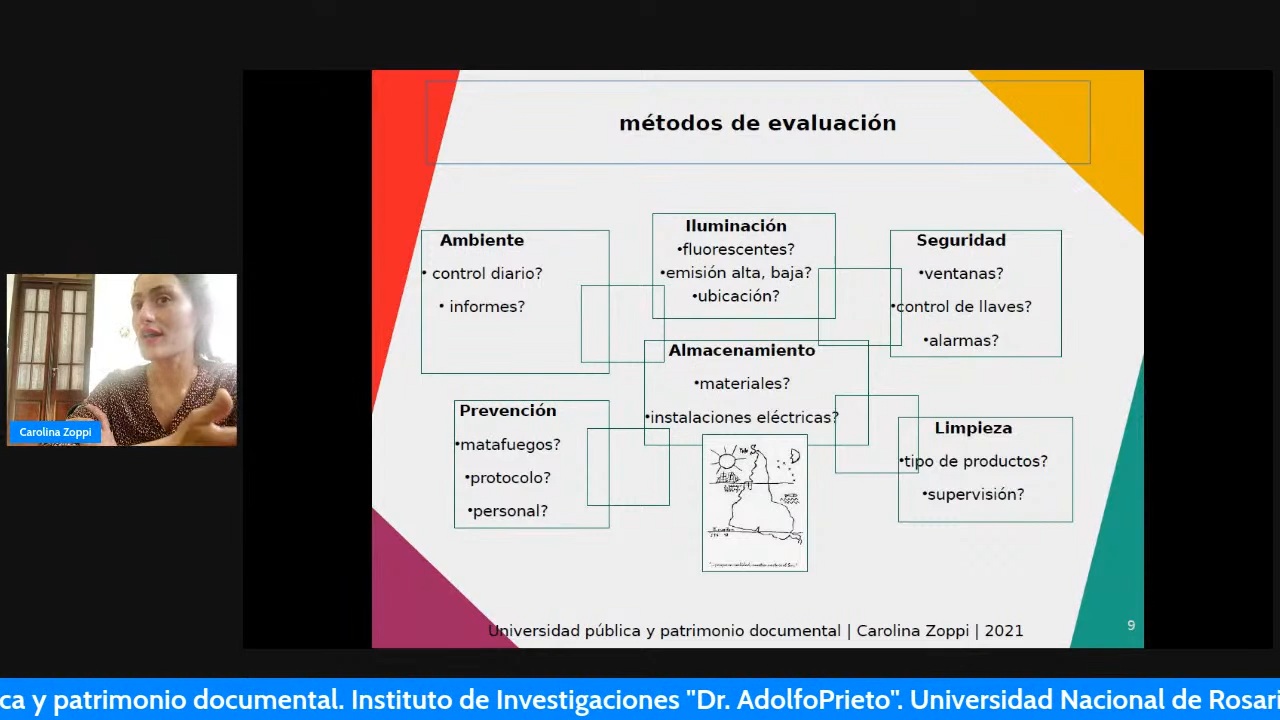 métodos de evaluación
Ambiente
• control diario?
• informes?
Iluminación
•fluorescentes?
•emisión alta, baja?
•ubicación?
Seguridad
•ventanas?
•control de llaves?
•alarmas?
Almacenamiento
•materiales?
•instalaciones eléctricas?
Prevención
•matafuegos?
•protocolo?
•personal?
Limpieza
•tipo de productos?
•supervisión?
Universidad pública y patrimonio documental | Carolina Zoppi | 2021
9
Carolina Zoppi
ca y patrimonio documental. Instituto de Investigaciones "Dr. AdolfoPrieto". Universidad Nacional de Rosari